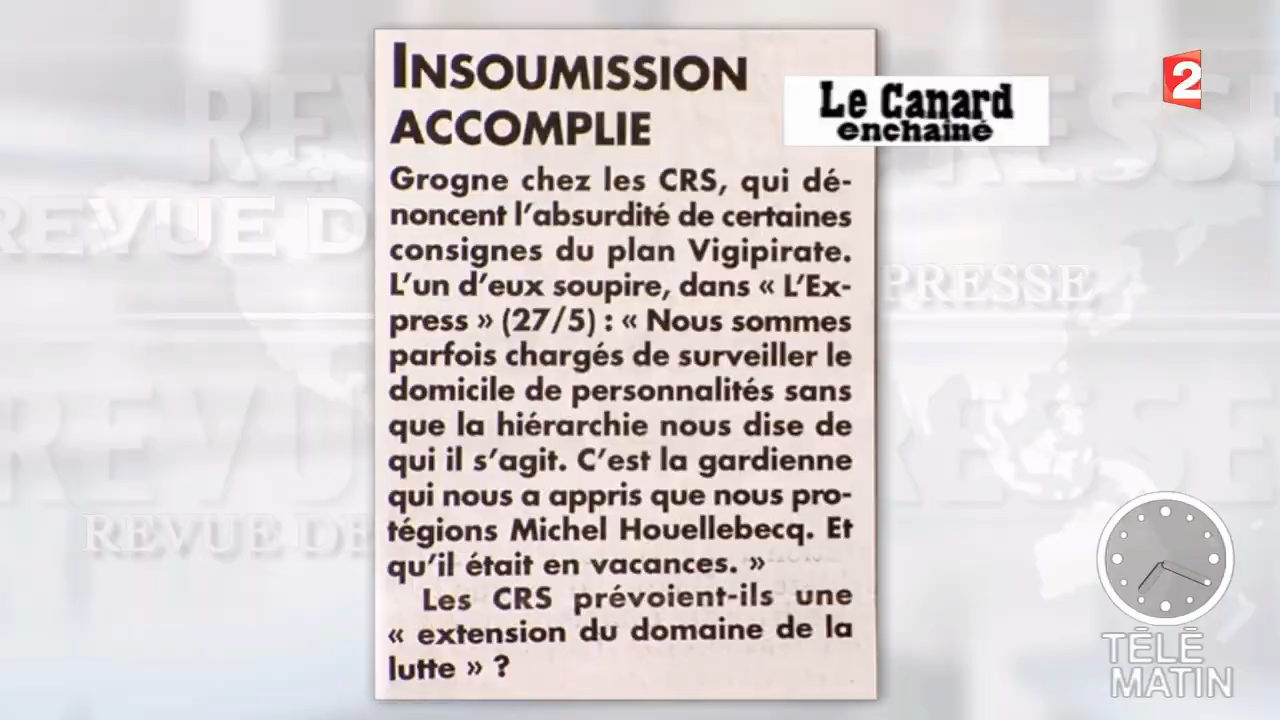 INSOUMISSION
ACCOMPLIE
Le Canard
enchaîné
2
Grogne chez les CRS, qui dé-
noncent l'absurdité de certaines
consignes du plan Vigipirate.
L'un d'eux soupire, dans « L'Ex-
press » (27/5) : « Nous sommes
parfois chargés de surveiller le
domicile de personnalités sans
que la hiérarchie nous dise de
qui il s'agit. C'est la gardienne
qui nous a appris que nous pro-
tégions Michel Houellebecq. Et
qu'il était en vacances. »
Les CRS prévoient-ils une
« extension du domaine de la
lutte » ?
REVUE D
PRESSE
REVUE DE
TÉLÉ
MATIN